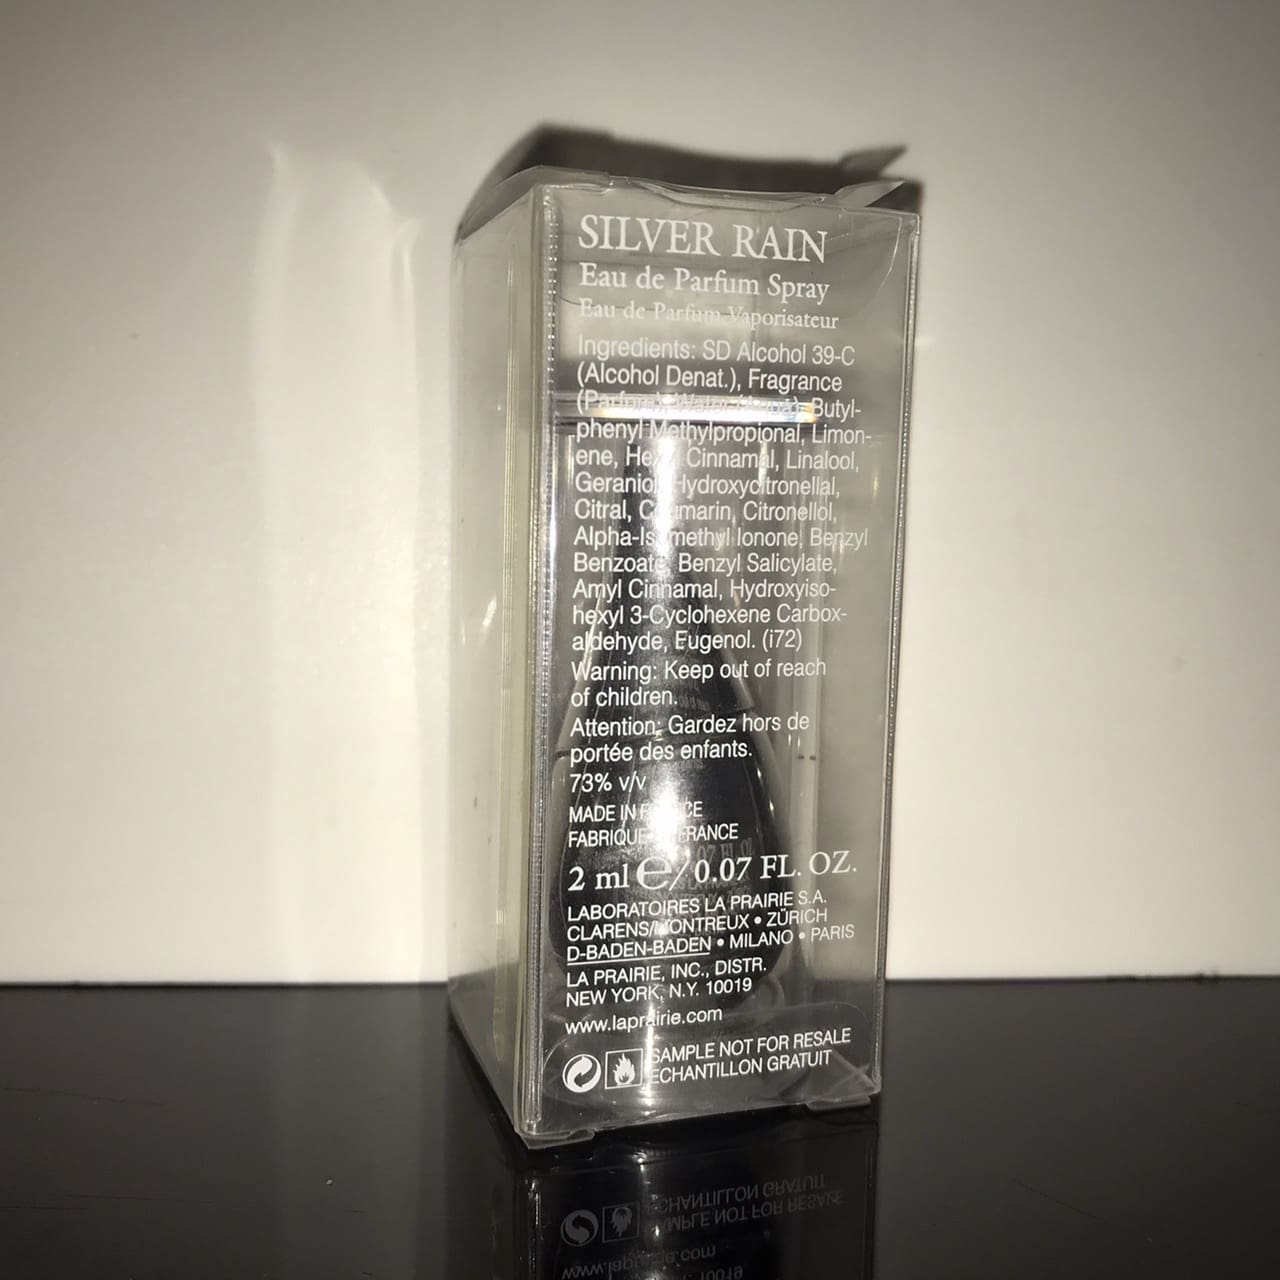 SILVER RAIN
Eau de Parfum Spray
Eau de Parfum Vaporisateur
Ingredients: SD Alcohol 39-C
(Alcohol Denat.), Fragrance
(Parfum), Water (Aqua), Butyl-
phenyl Methylpropional, Limon-
ene, Hexyl Cinnamal, Linalool,
Geraniol, Hydroxycitronellal,
Citral, Coumarin, Citronellol,
Alpha-Isomethyl Ionone, Benzyl
Benzoate, Benzyl Salicylate,
Amyl Cinnamal, Hydroxyiso-
hexyl 3-Cyclohexene Carbox-
aldehyde, Eugenol. (i72)
Warning: Keep out of reach
of children.
Attention: Gardez hors de
portée des enfants.
73% v/v
MADE IN FRANCE
FABRIQUÉ EN FRANCE
2 ml ℮/0.07 FL. OZ.
LABORATOIRES LA PRAIRIE S.A.
CLARENS/MONTREUX • ZÜRICH
D-BADEN-BADEN • MILANO • PARIS
LA PRAIRIE, INC., DISTR.
NEW YORK, N.Y. 10019
www.laprairie.com
SAMPLE NOT FOR RESALE
ÉCHANTILLON GRATUIT